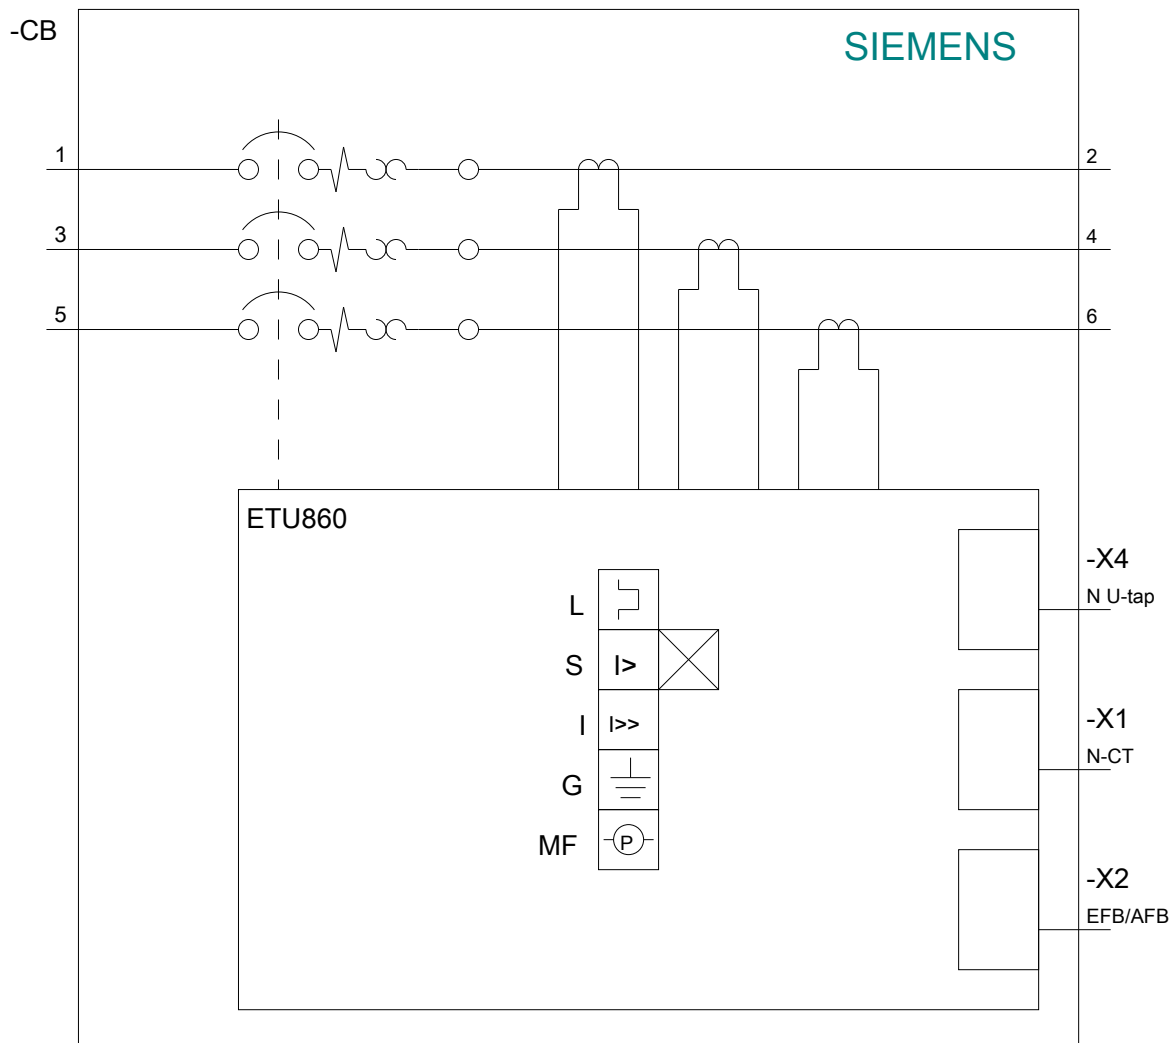 -CB
SIEMENS
1
2
3
4
5
6
ETU860
L
S
I>
I
I>>
G
MF
P
-X4
N U-tap
-X1
N-CT
-X2
EFB/AFB